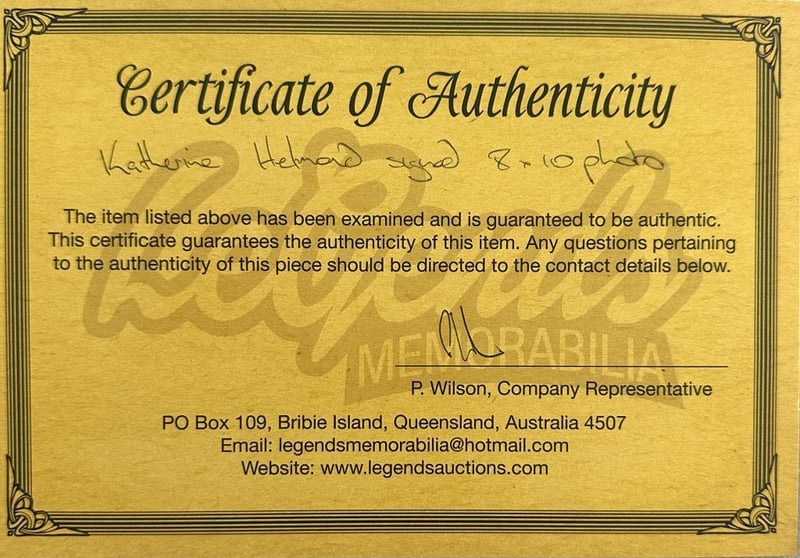 Certificate of Authenticity
Katherine Helmond signed 8x10 photo
The item listed above has been examined and is guaranteed to be authentic.
This certificate guarantees the authenticity of this item. Any questions pertaining
to the authenticity of this piece should be directed to the contact details below.
Legends
MEMORABILIA
P. Wilson, Company Representative
PO Box 109, Bribie Island, Queensland, Australia 4507
Email: legendsmemorabilia@hotmail.com
Website: www.legendsauctions.com